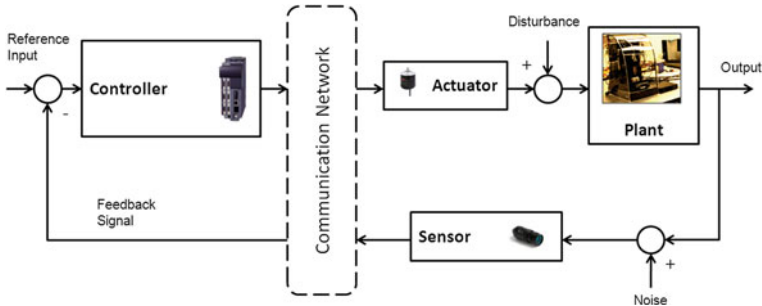 Disturbance
Reference
Input
Controller
-
Communication Network
Actuator
+
Plant
Output
Feedback
Signal
Sensor
+
Noise